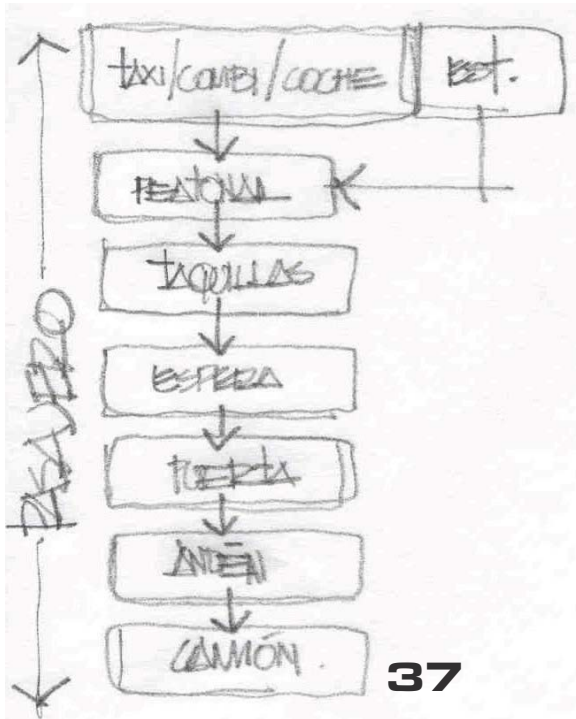 TAXI/COMBI/COCHE
EST.
PEATONAL
TAQUILLAS
ESPERA
PUERTA
ANDÉN
CAMIÓN.
PASAJERO
37